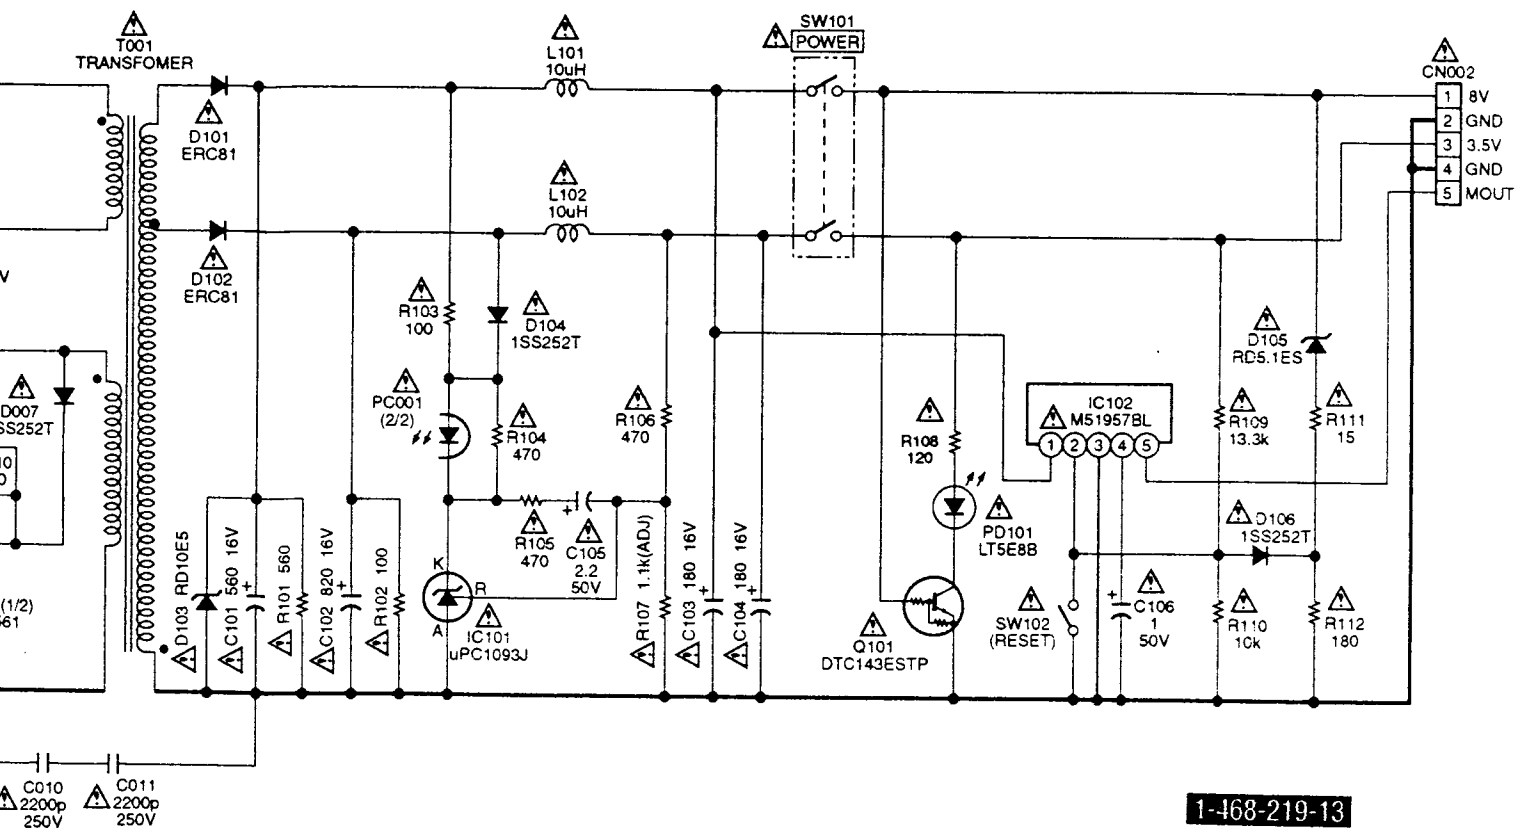 T001
TRANSFOMER
D101
ERC81
L101
10uH
SW101
POWER
CN002
1 8V
2 GND
3 3.5V
4 GND
5 MOUT
D102
ERC81
L102
10uH
V
R103
100
D104
1SS252T
D105
RD5.1ES
D007
SS252T
PC001
(2/2)
R104
470
R106
470
R108
120
IC102
M51957BL
1 2 3 4 5
R109
13.3k
R111
15
10
0
R105
470
C105
2.2
50V
PD101
LT5E8B
D106
1SS252T
(1/2)
561
D103 RD10E5
C101 560 16V
R101 560
C102 820 16V
R102 100
K
R
A
IC101
uPC1093J
R107 1.1k(ADJ)
C103 180 16V
C104 180 16V
Q101
DTC143ESTP
SW102
(RESET)
C106
1
50V
R110
10k
R112
180
C010
2200p
250V
C011
2200p
250V
1-468-219-13